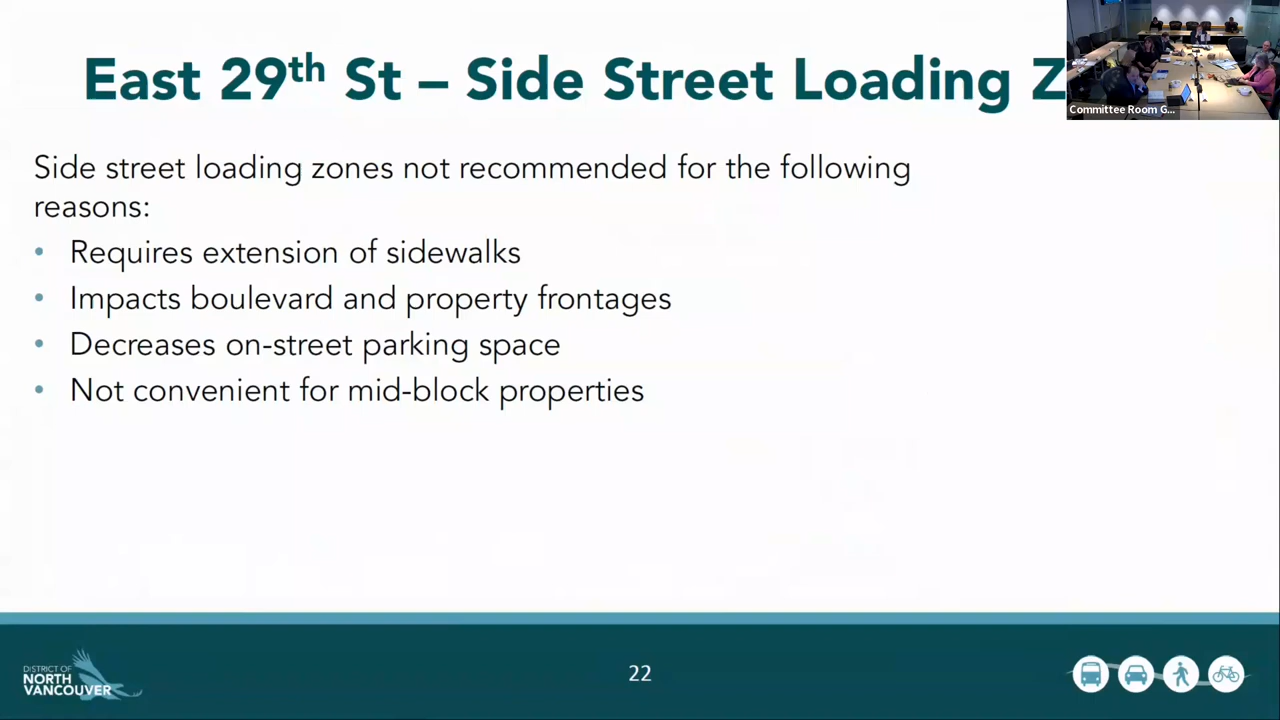 East 29th St – Side Street Loading Z
Committee Room G...
Side street loading zones not recommended for the following
reasons:
• Requires extension of sidewalks
• Impacts boulevard and property frontages
• Decreases on-street parking space
• Not convenient for mid-block properties
DISTRICT OF
NORTH
VANCOUVER
22